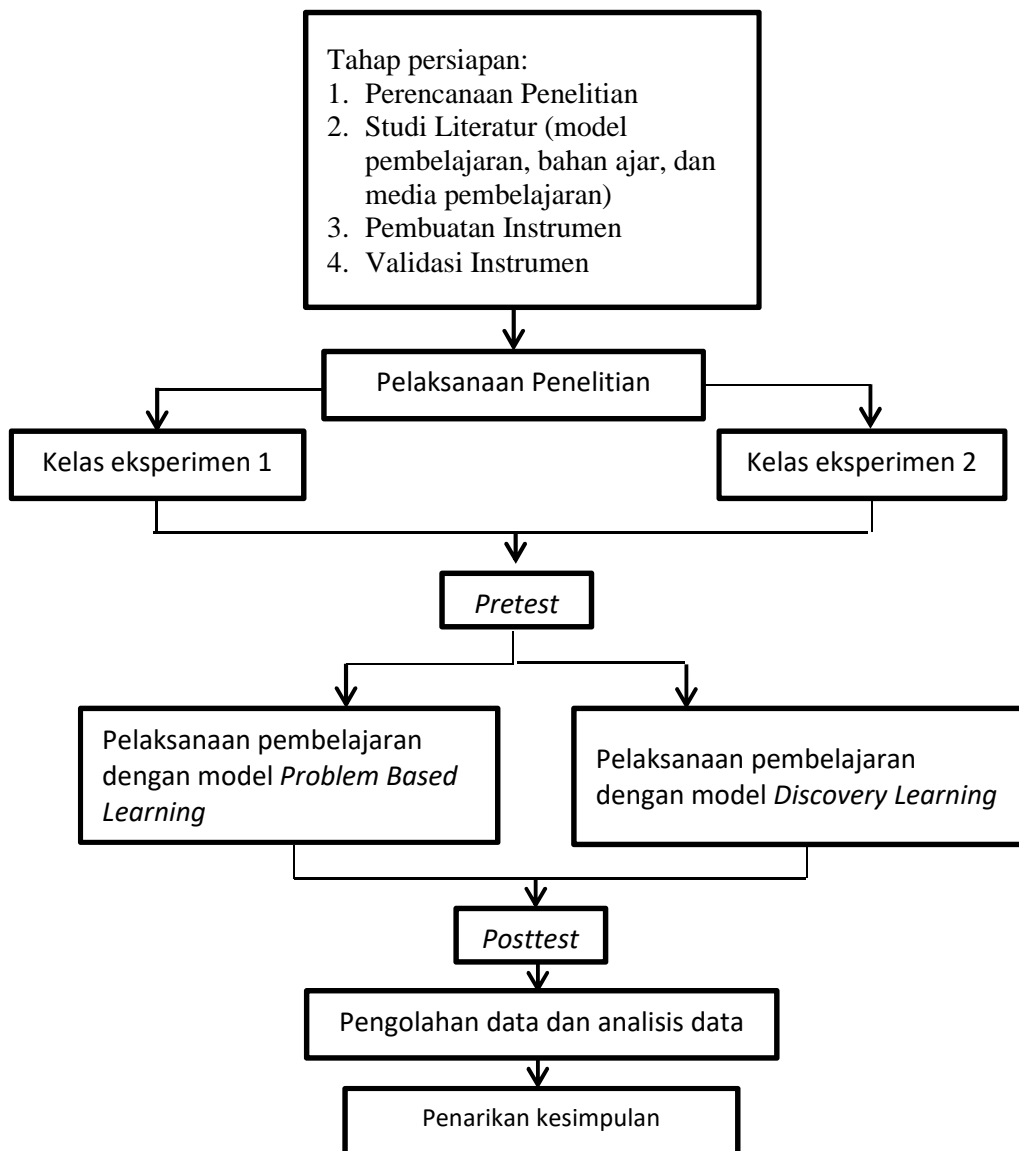 Tahap persiapan:
1. Perencanaan Penelitian
2. Studi Literatur (model
pembelajaran, bahan ajar, dan
media pembelajaran)
3. Pembuatan Instrumen
4. Validasi Instrumen
Pelaksanaan Penelitian
Kelas eksperimen 1
Kelas eksperimen 2
Pretest
Pelaksanaan pembelajaran
dengan model Problem Based
Learning
Pelaksanaan pembelajaran
dengan model Discovery Learning
Posttest
Pengolahan data dan analisis data
Penarikan kesimpulan